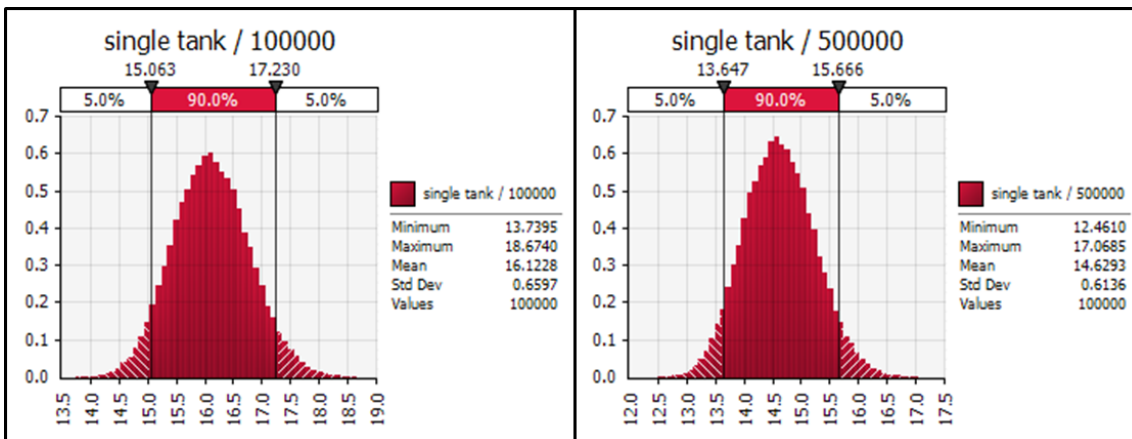 single tank / 100000
15.063 17.230
5.0% 90.0% 5.0%
0.7
0.6
0.5
0.4
0.3
0.2
0.1
0.0
13.5 14.0 14.5 15.0 15.5 16.0 16.5 17.0 17.5 18.0 18.5 19.0
single tank / 100000
Minimum 13.7395
Maximum 18.6740
Mean 16.1228
Std Dev 0.6597
Values 100000
single tank / 500000
13.647 15.666
5.0% 90.0% 5.0%
0.7
0.6
0.5
0.4
0.3
0.2
0.1
0.0
12.0 12.5 13.0 13.5 14.0 14.5 15.0 15.5 16.0 16.5 17.0 17.5
single tank / 500000
Minimum 12.4610
Maximum 17.0685
Mean 14.6293
Std Dev 0.6136
Values 100000